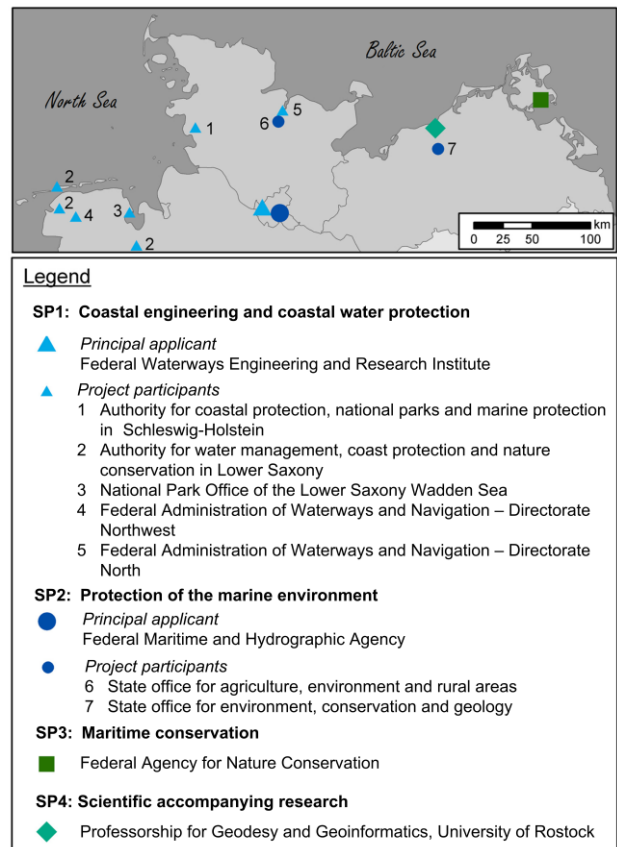 Baltic Sea
North Sea
5
6
1
7
2
2
4
3
2
km
0 25 50 100
Legend
SP1: Coastal engineering and coastal water protection
Principal applicant
Federal Waterways Engineering and Research Institute
Project participants
1 Authority for coastal protection, national parks and marine protection
in Schleswig-Holstein
2 Authority for water management, coast protection and nature
conservation in Lower Saxony
3 National Park Office of the Lower Saxony Wadden Sea
4 Federal Administration of Waterways and Navigation – Directorate
Northwest
5 Federal Administration of Waterways and Navigation – Directorate
North
SP2: Protection of the marine environment
Principal applicant
Federal Maritime and Hydrographic Agency
Project participants
6 State office for agriculture, environment and rural areas
7 State office for environment, conservation and geology
SP3: Maritime conservation
Federal Agency for Nature Conservation
SP4: Scientific accompanying research
Professorship for Geodesy and Geoinformatics, University of Rostock